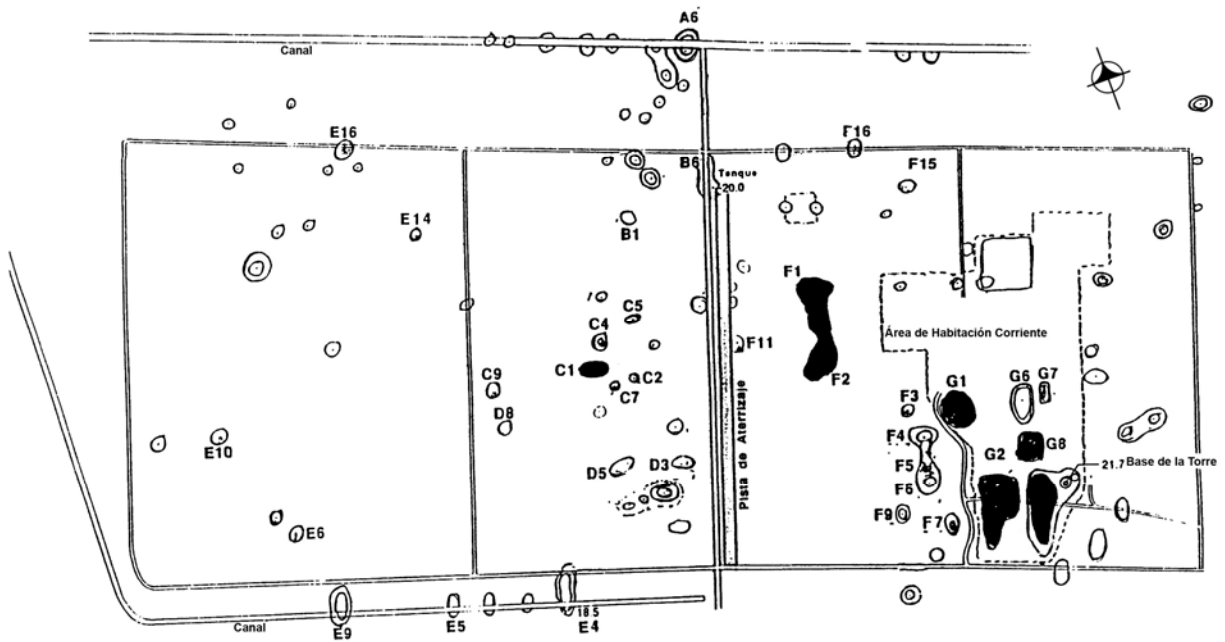 A6
Canal
E16
B6
F16
Tanque
20.0
F15
E14
B1
F1
C5
C4
Área de Habitación Corriente
F11
C1
F2
C9
C2
C7
G1
G6
G7
D8
F3
E10
F4
G2
G8
D5
D3
F5
21.7
Base de la Torre
Pista de Aterrizaje
F6
F9
F7
E6
18.5
Canal
E9
E5
E4